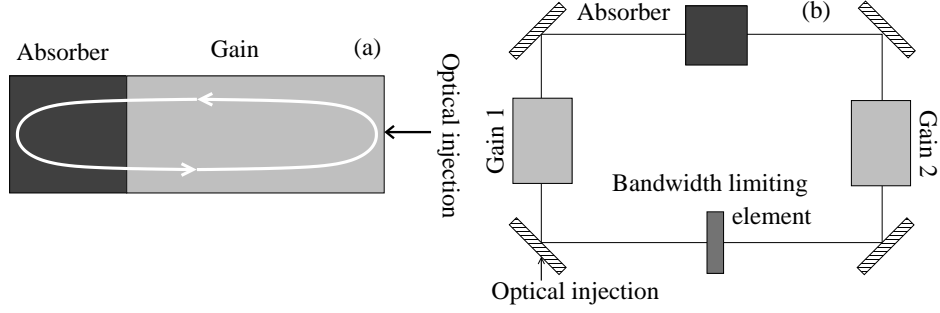 Absorber
Gain
(a)
Optical injection
Absorber
(b)
Gain 1
Gain 2
Bandwidth limiting
element
Optical injection